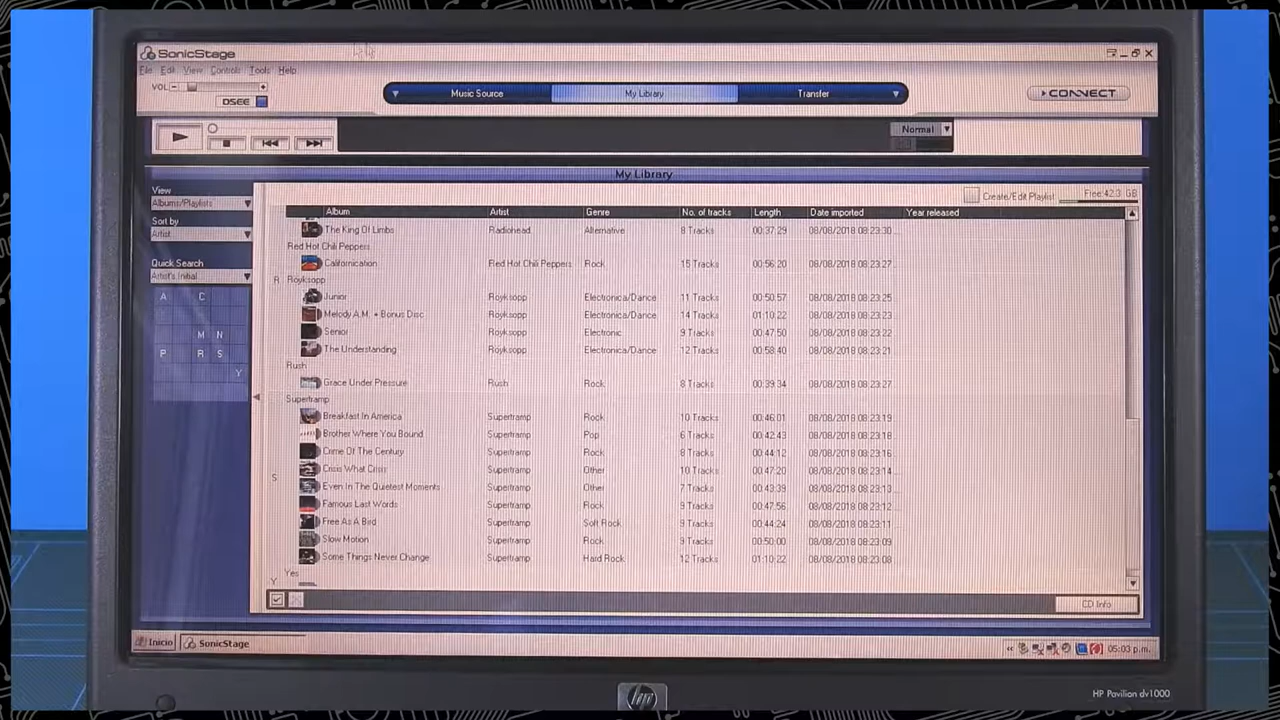 SonicStage
File Edit View Controls Tools Help
VOL
DSEE
Music Source My Library Transfer
CONNECT
Normal
My Library
View
Albums/Playlists
Sort by
Artist
Quick Search
Artist's Initial
A C
M N
P R S
Y
Create/Edit Playlist Free:42.3 GB
Album Artist Genre No. of tracks Length Date imported Year released
The King Of Limbs Radiohead Alternative 8 Tracks 00:37:29 08/08/2018 08:23:30...
Red Hot Chili Peppers
Californication Red Hot Chili Peppers Rock 15 Tracks 00:56:20 08/08/2018 08:23:27...
R Röyksopp
Junior Röyksopp Electronica/Dance 11 Tracks 00:50:57 08/08/2018 08:23:25
Melody A.M. + Bonus Disc Röyksopp Electronica/Dance 14 Tracks 01:10:22 08/08/2018 08:23:23
Senior Röyksopp Electronic 9 Tracks 00:47:50 08/08/2018 08:23:22
The Understanding Röyksopp Electronica/Dance 12 Tracks 00:58:40 08/08/2018 08:23:21
Rush
Grace Under Pressure Rush Rock 8 Tracks 00:39:34 08/08/2018 08:23:27
Supertramp
Breakfast In America Supertramp Rock 10 Tracks 00:46:01 08/08/2018 08:23:19
Brother Where You Bound Supertramp Pop 6 Tracks 00:42:43 08/08/2018 08:23:18
Crime Of The Century Supertramp Rock 8 Tracks 00:44:12 08/08/2018 08:23:16
Crisis What Crisis Supertramp Other 10 Tracks 00:47:20 08/08/2018 08:23:14...
S
Even In The Quietest Moments Supertramp Other 7 Tracks 00:43:39 08/08/2018 08:23:13...
Famous Last Words Supertramp Rock 9 Tracks 00:47:56 08/08/2018 08:23:12...
Free As A Bird Supertramp Soft Rock 9 Tracks 00:44:24 08/08/2018 08:23:11
Slow Motion Supertramp Rock 9 Tracks 00:50:00 08/08/2018 08:23:09
Some Things Never Change Supertramp Hard Rock 12 Tracks 01:10:22 08/08/2018 08:23:08
Yes
Y
CD Info
Inicio SonicStage 05:03 p.m.
hp
HP Pavilion dv1000